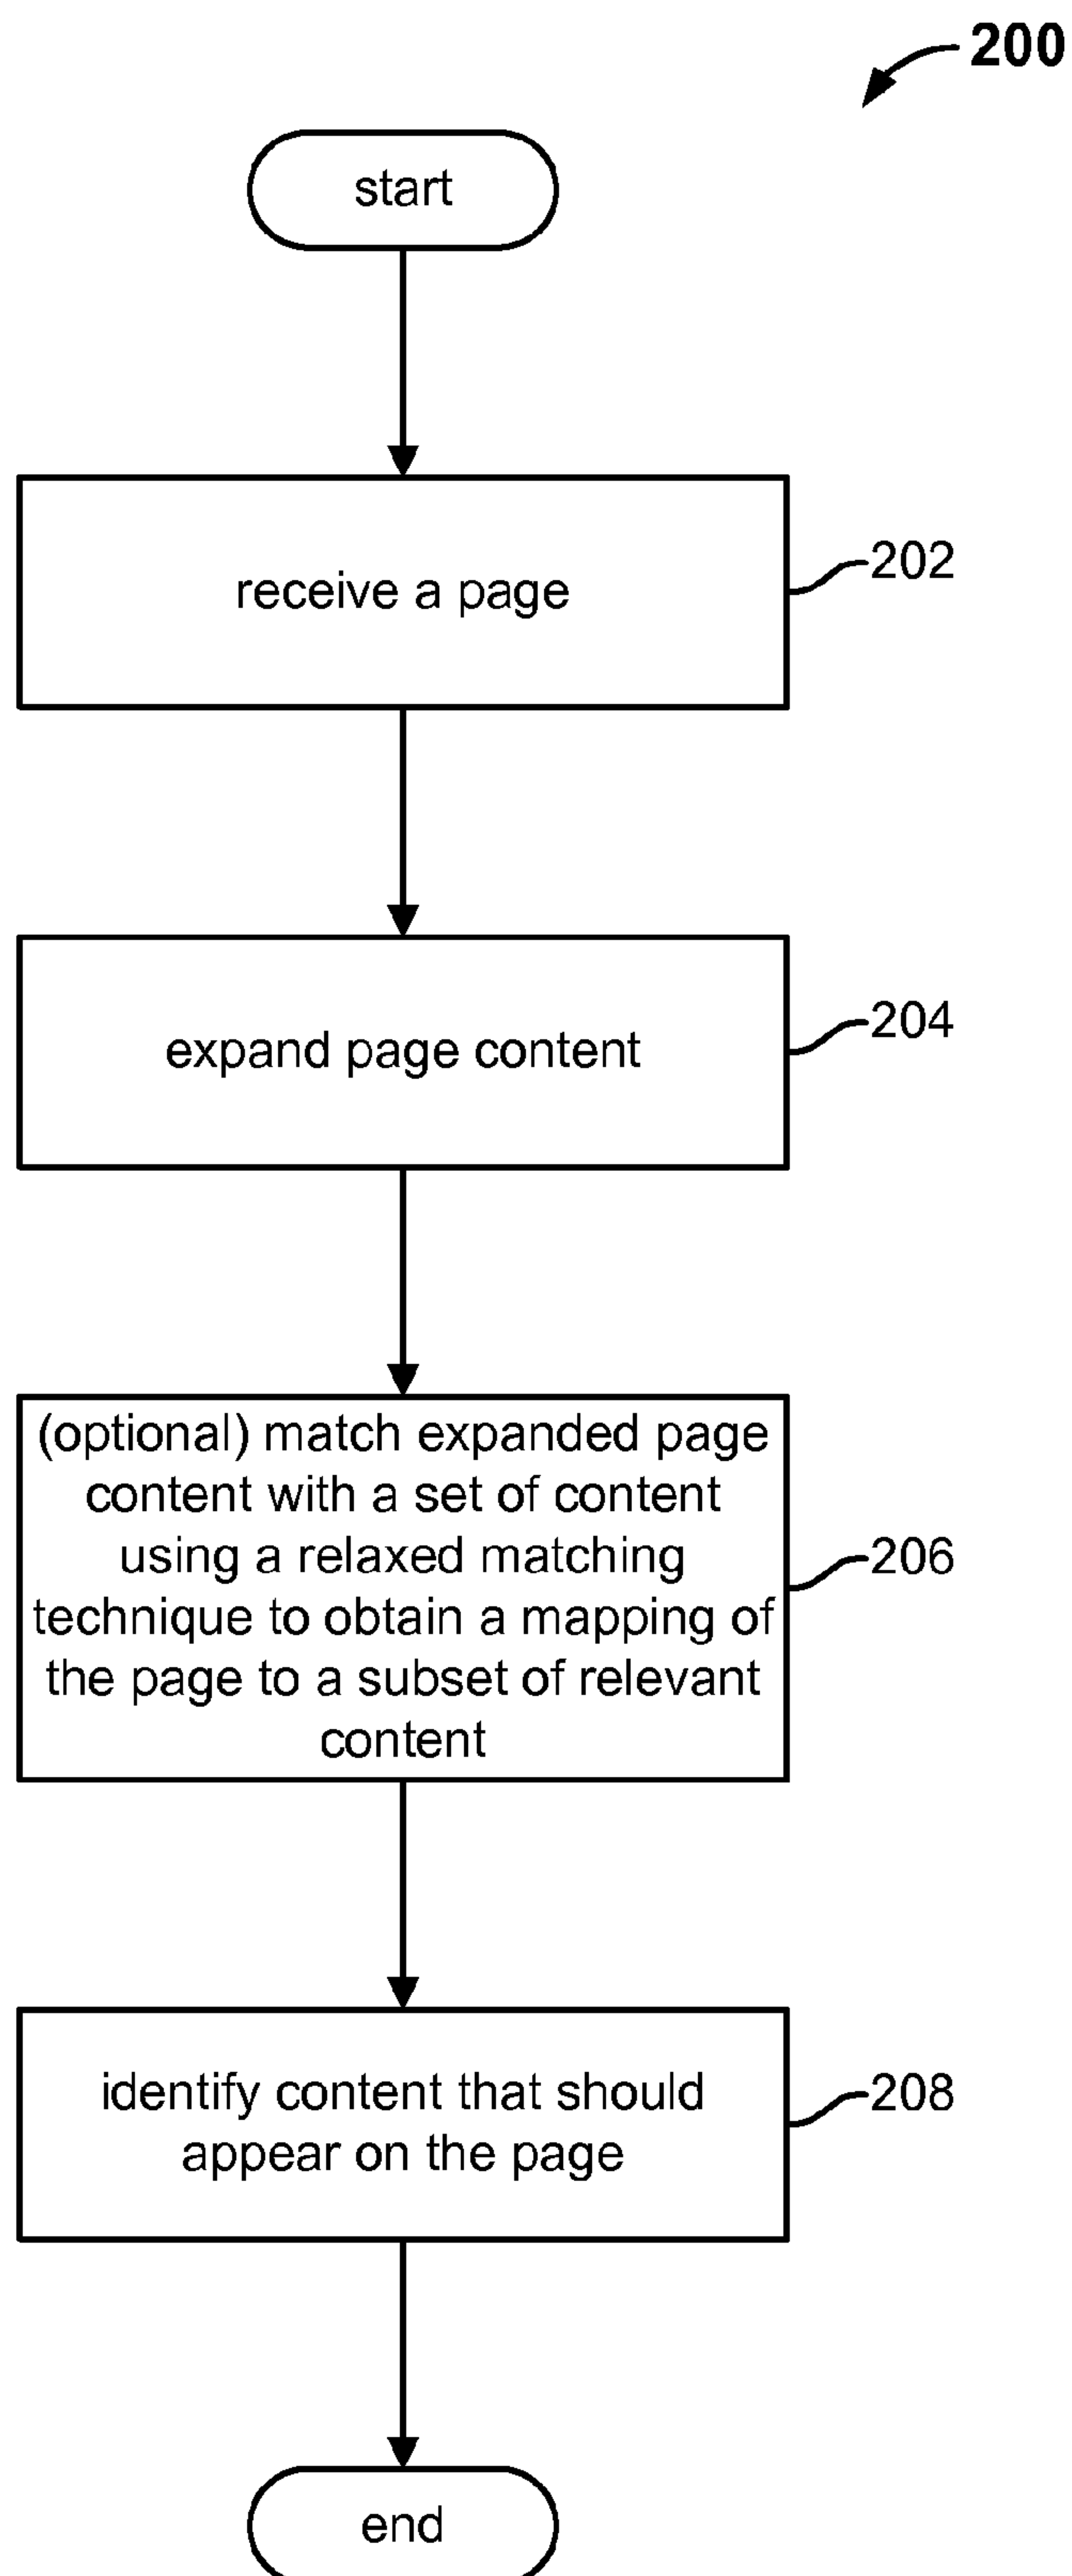 200
start
receive a page
202
expand page content
204
(optional) match expanded page
content with a set of content
using a relaxed matching
technique to obtain a mapping of
the page to a subset of relevant
content
206
identify content that should
appear on the page
208
end